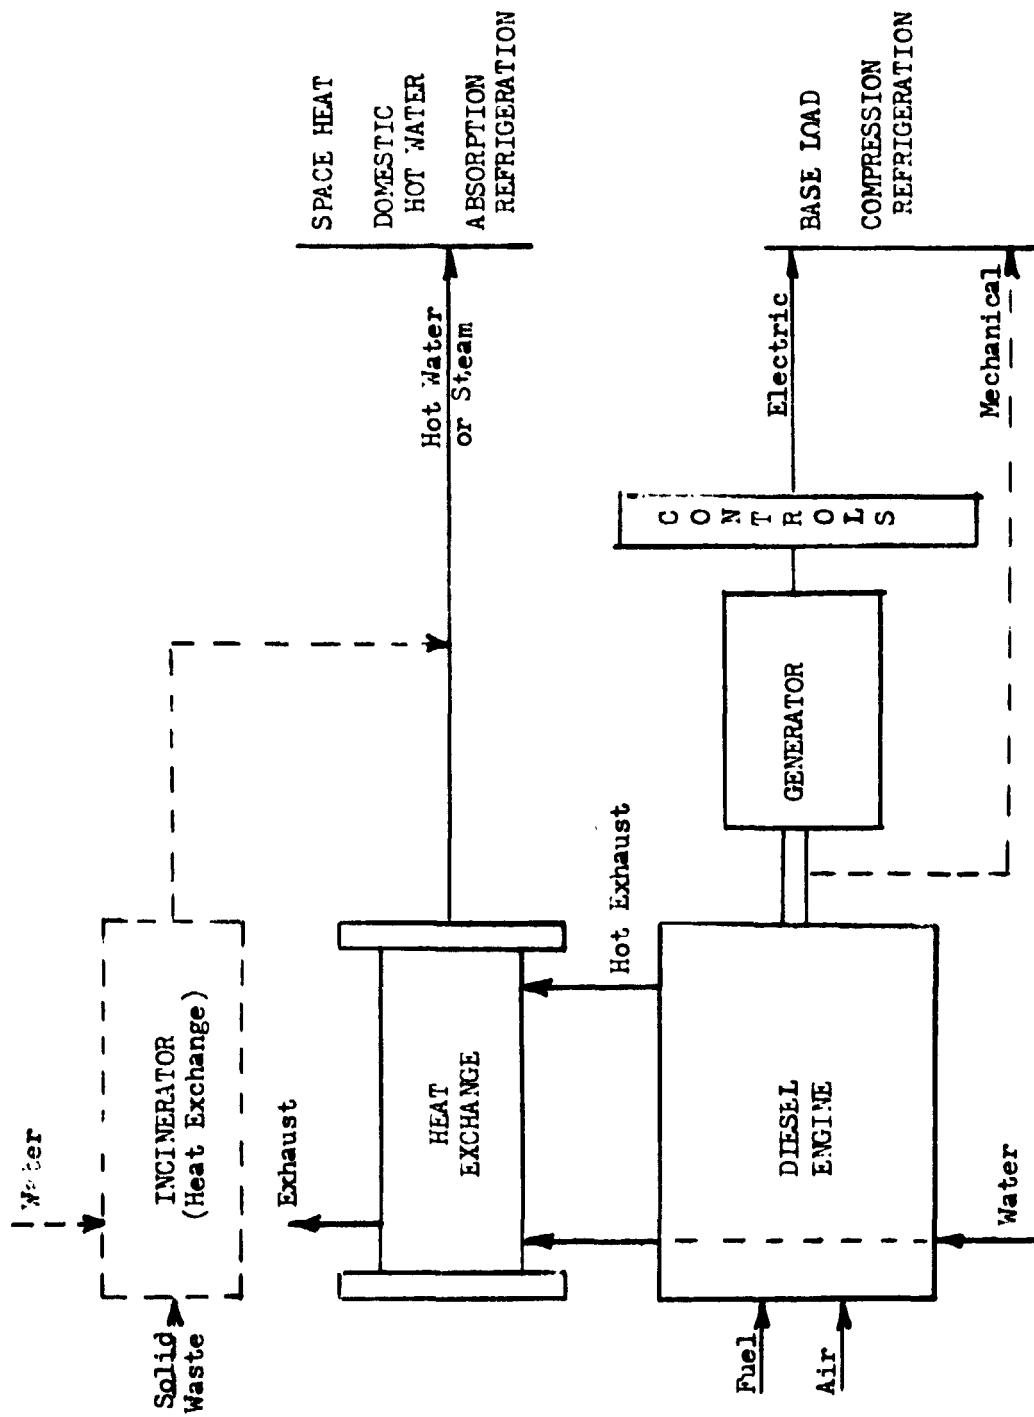 Water
Solid
Waste
INCINERATOR
(Heat Exchange)
Exhaust
HEAT
EXCHANGE
Hot Water
or Steam
SPACE HEAT
DOMESTIC
HOT WATER
ABSORPTION
REFRIGERATION
Hot Exhaust
Fuel
Air
DIESEL
ENGINE
Water
GENERATOR
CONTROLS
Electric
Mechanical
BASE LOAD
COMPRESSION
REFRIGERATION